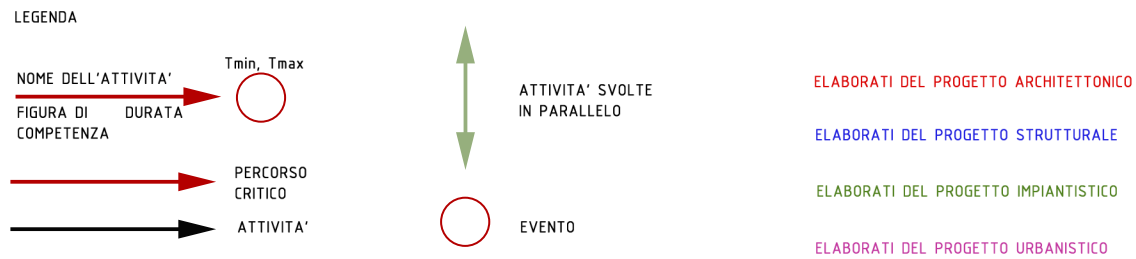 LEGENDA
NOME DELL'ATTIVITA'
FIGURA DI DURATA
COMPETENZA
Tmin, Tmax
PERCORSO
CRITICO
ATTIVITA'
ATTIVITA' SVOLTE
IN PARALLELO
EVENTO
ELABORATI DEL PROGETTO ARCHITETTONICO
ELABORATI DEL PROGETTO STRUTTURALE
ELABORATI DEL PROGETTO IMPIANTISTICO
ELABORATI DEL PROGETTO URBANISTICO